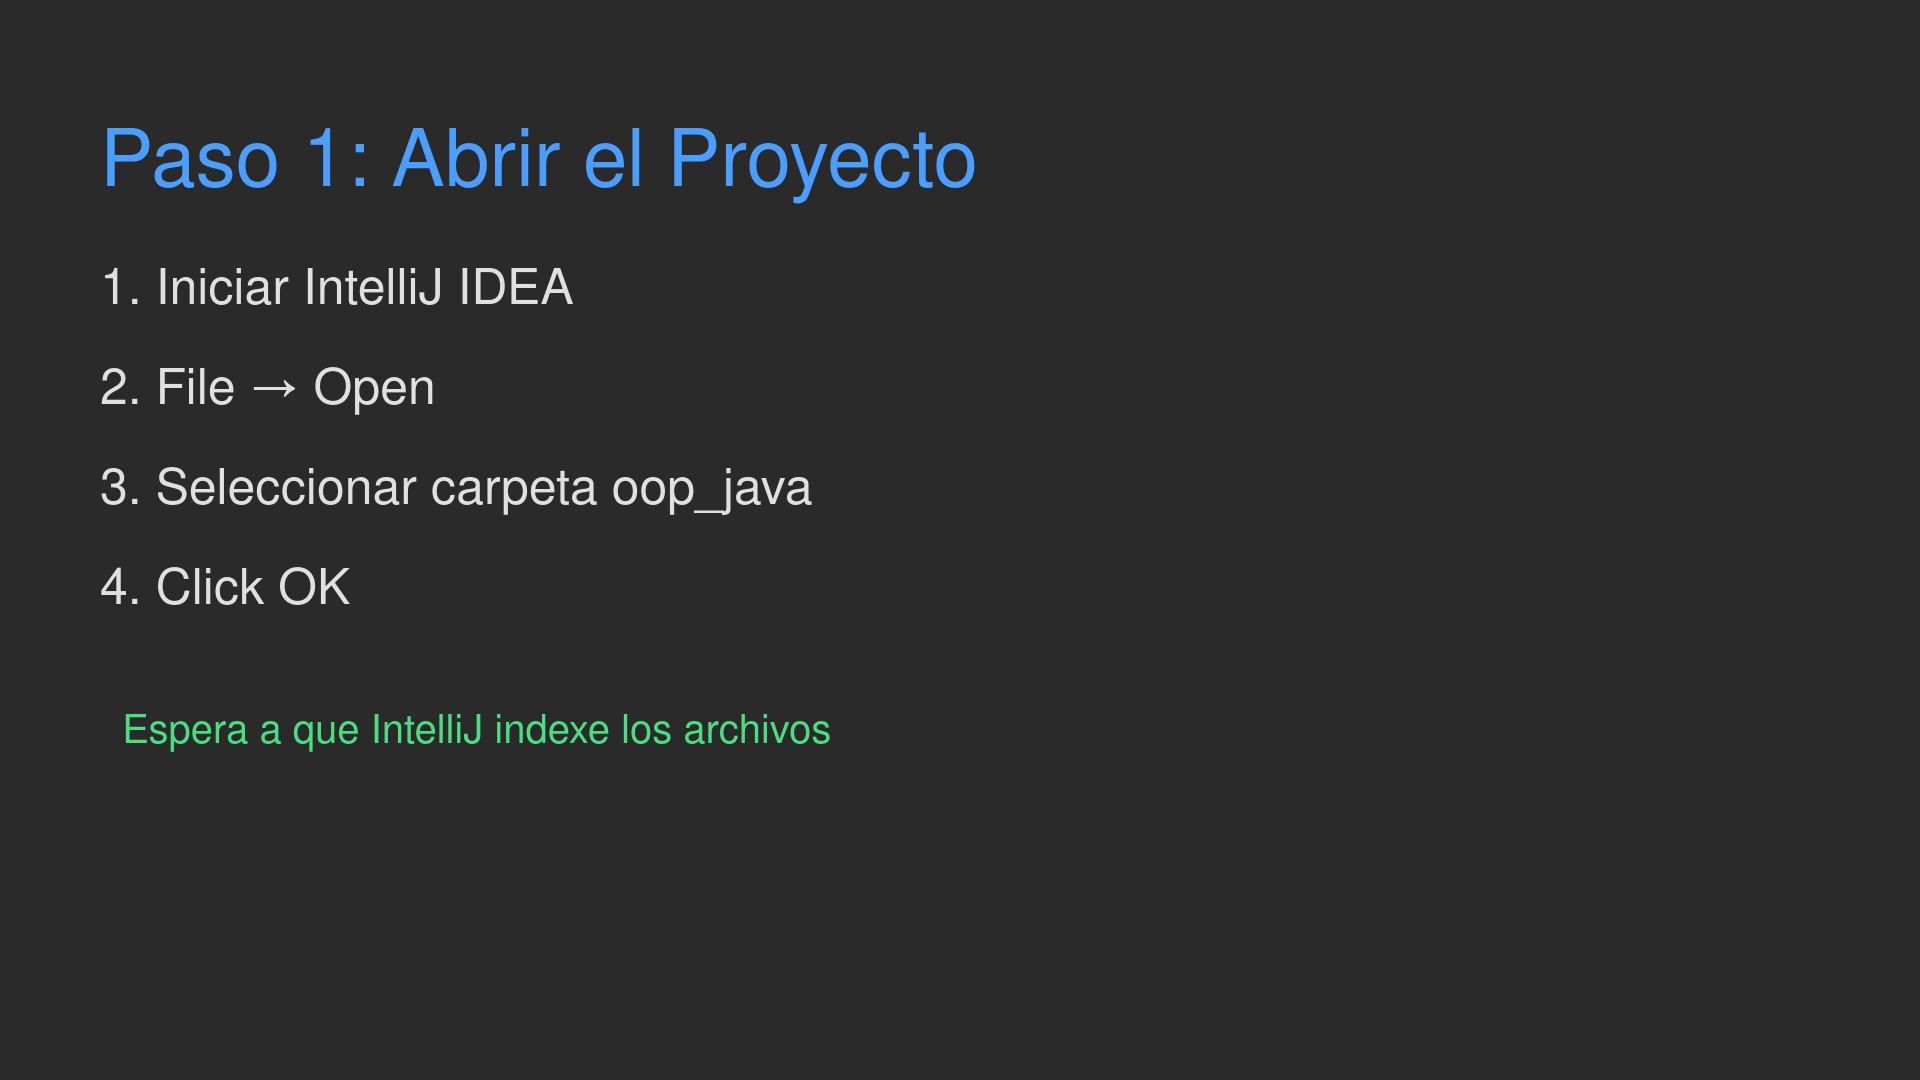 Paso 1: Abrir el Proyecto
1. Iniciar IntelliJ IDEA
2. File → Open
3. Seleccionar carpeta oop_java
4. Click OK
Espera a que IntelliJ indexe los archivos